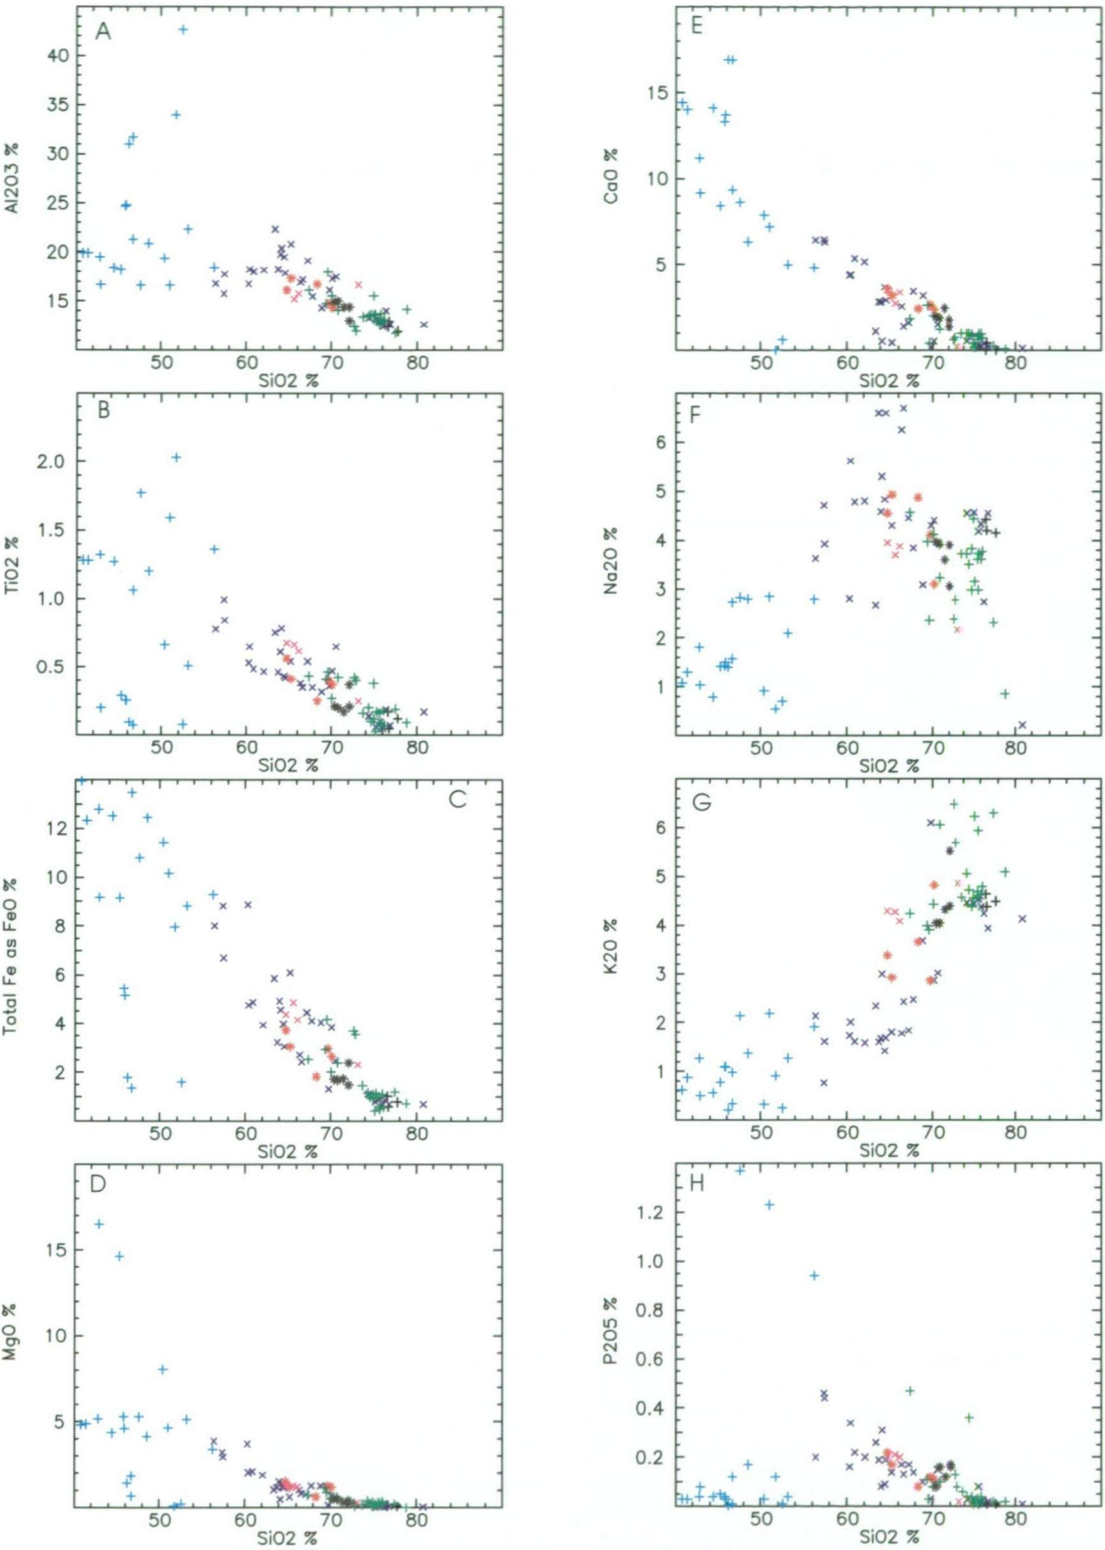 A
40
35
30
25
20
15
Al2O3 %
50 60 70 80
SiO2 %
E
15
10
5
CaO %
50 60 70 80
SiO2 %
B
2.0
1.5
1.0
0.5
TiO2 %
50 60 70 80
SiO2 %
F
6
5
4
3
2
1
Na2O %
50 60 70 80
SiO2 %
C
12
10
8
6
4
2
Total Fe as FeO %
50 60 70 80
SiO2 %
G
6
5
4
3
2
1
K2O %
50 60 70 80
SiO2 %
D
15
10
5
MgO %
50 60 70 80
SiO2 %
H
1.2
1.0
0.8
0.6
0.4
0.2
P2O5 %
50 60 70 80
SiO2 %